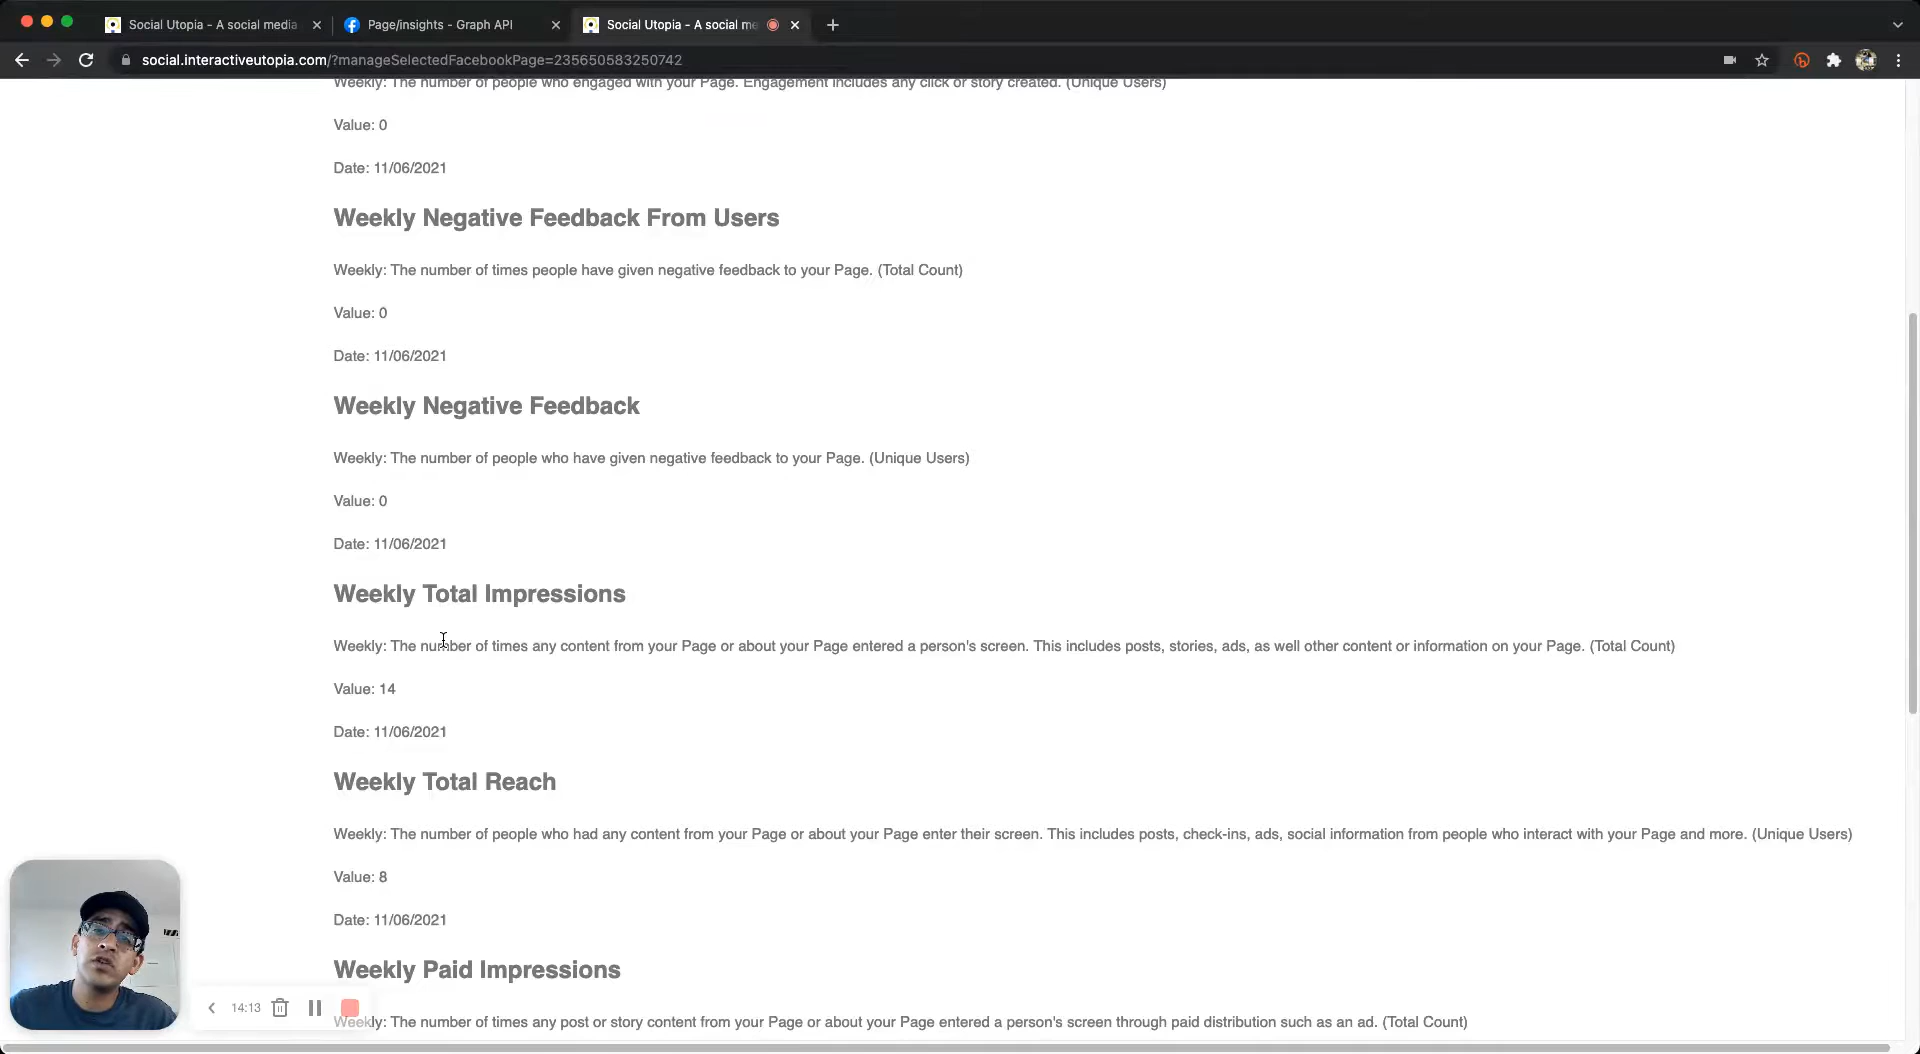 Social Utopia - A social media
Page/insights - Graph API
Social Utopia - A social me
social.interactiveutopia.com/?manageSelectedFacebookPage=235650583250742
Weekly: The number of people who engaged with your Page. Engagement includes any click or story created. (Unique Users)
Value: 0
Date: 11/06/2021
Weekly Negative Feedback From Users
Weekly: The number of times people have given negative feedback to your Page. (Total Count)
Value: 0
Date: 11/06/2021
Weekly Negative Feedback
Weekly: The number of people who have given negative feedback to your Page. (Unique Users)
Value: 0
Date: 11/06/2021
Weekly Total Impressions
Weekly: The number of times any content from your Page or about your Page entered a person's screen. This includes posts, stories, ads, as well other content or information on your Page. (Total Count)
Value: 14
Date: 11/06/2021
Weekly Total Reach
Weekly: The number of people who had any content from your Page or about your Page enter their screen. This includes posts, check-ins, ads, social information from people who interact with your Page and more. (Unique Users)
Value: 8
Date: 11/06/2021
Weekly Paid Impressions
14:13
Weekly: The number of times any post or story content from your Page or about your Page entered a person's screen through paid distribution such as an ad. (Total Count)